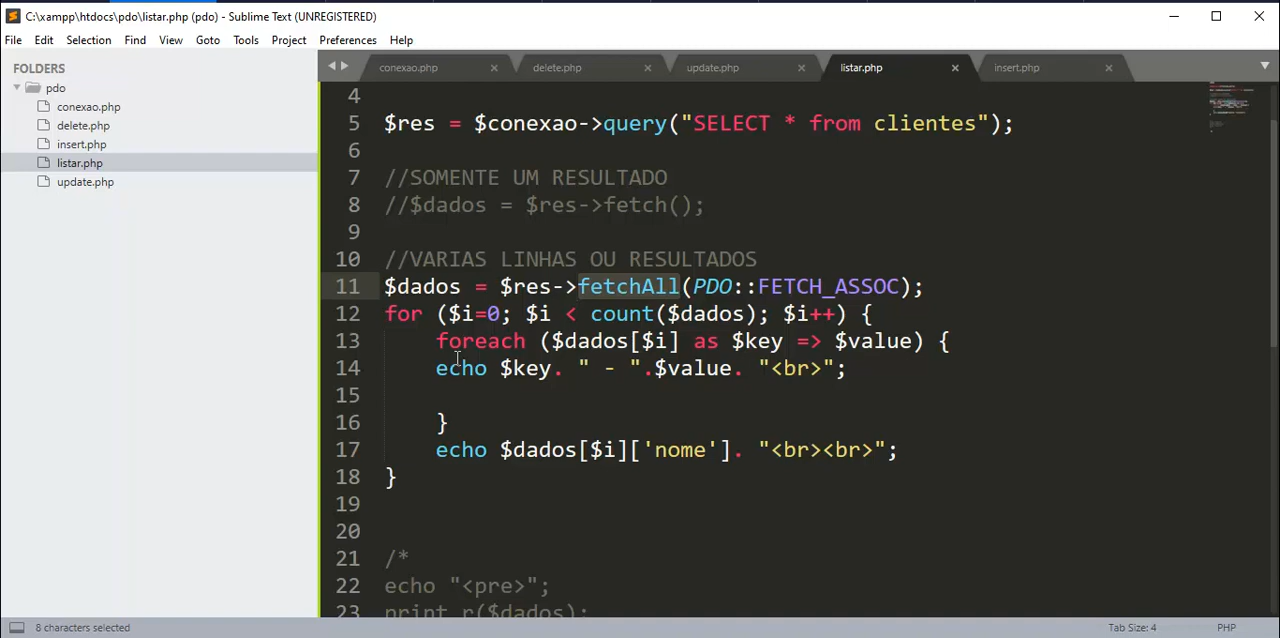 C:\xampp\htdocs\pdo\listar.php (pdo) - Sublime Text (UNREGISTERED)
File Edit Selection Find View Goto Tools Project Preferences Help
FOLDERS
pdo
conexao.php
delete.php
insert.php
listar.php
update.php
conexao.php delete.php update.php listar.php insert.php
4
5 $res = $conexao->query("SELECT * from clientes");
6
7 //SOMENTE UM RESULTADO
8 //$dados = $res->fetch();
9
10 //VARIAS LINHAS OU RESULTADOS
11 $dados = $res->fetchAll(PDO::FETCH_ASSOC);
12 for ($i=0; $i < count($dados); $i++) {
13 foreach ($dados[$i] as $key => $value) {
14 echo $key. " - ".$value. "<br>";
15
16 }
17 echo $dados[$i]['nome']. "<br><br>";
18 }
19
20
21 /*
22 echo "<pre>";
23 print_r($dados);
8 characters selected Tab Size: 4 PHP